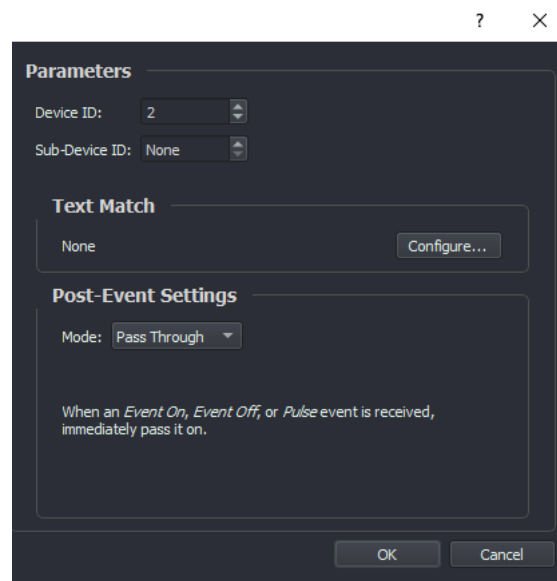 ?
Parameters
Device ID: 2
Sub-Device ID: None
Text Match
None Configure...
Post-Event Settings
Mode: Pass Through
When an Event On, Event Off, or Pulse event is received,
immediately pass it on.
OK Cancel